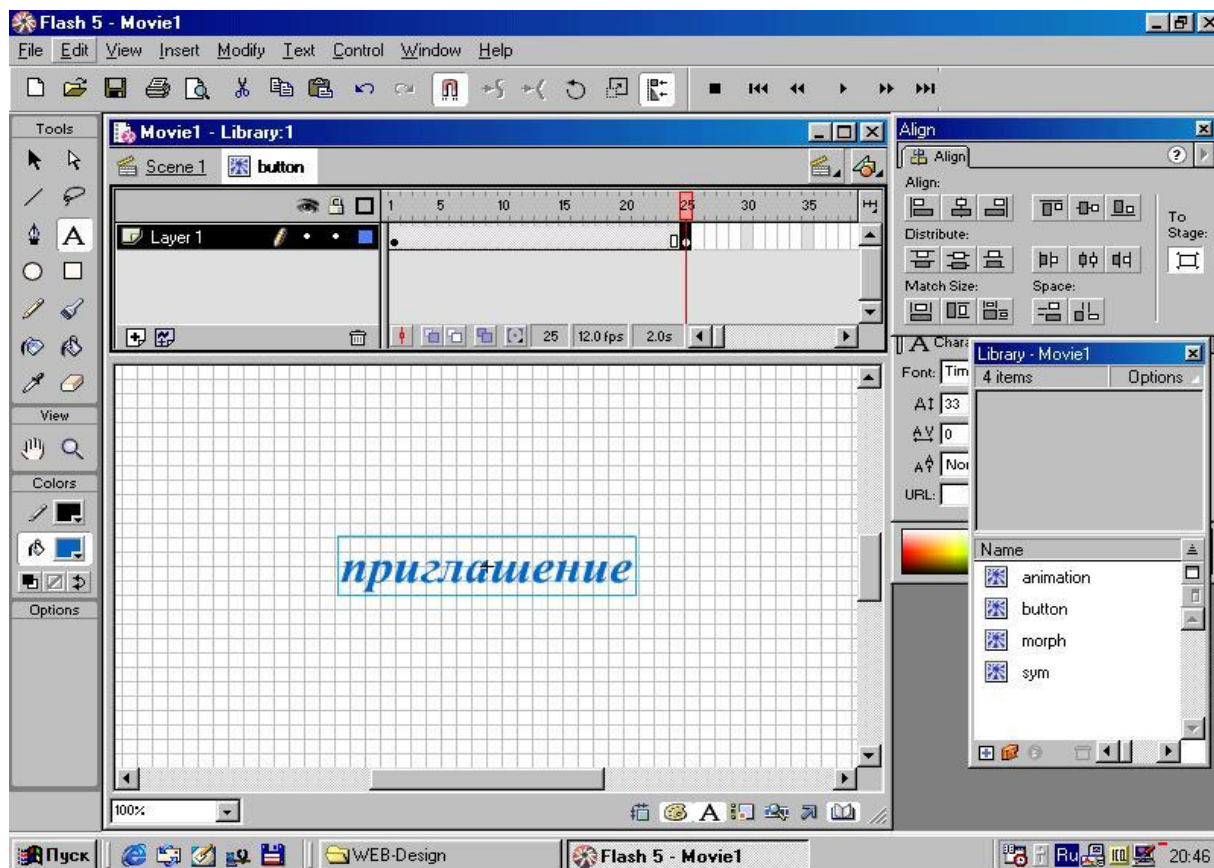 Flash 5 - Movie1
File Edit View Insert Modify Text Control Window Help
Tools
Movie1 - Library:1
Align
Scene 1 button
Align
Align:
To Stage:
1 5 10 15 20 25 30 35
Layer 1
Distribute:
Match Size: Space:
25 12.0 fps 2.0s
A Chara
Library - Movie1
Font: Tim
4 items Options
33
0
Nor
URL:
View
Colors
приглашение
Name
animation
button
morph
sym
Options
100%
Пуск WEB-Design Flash 5 - Movie1 Ru 20:46